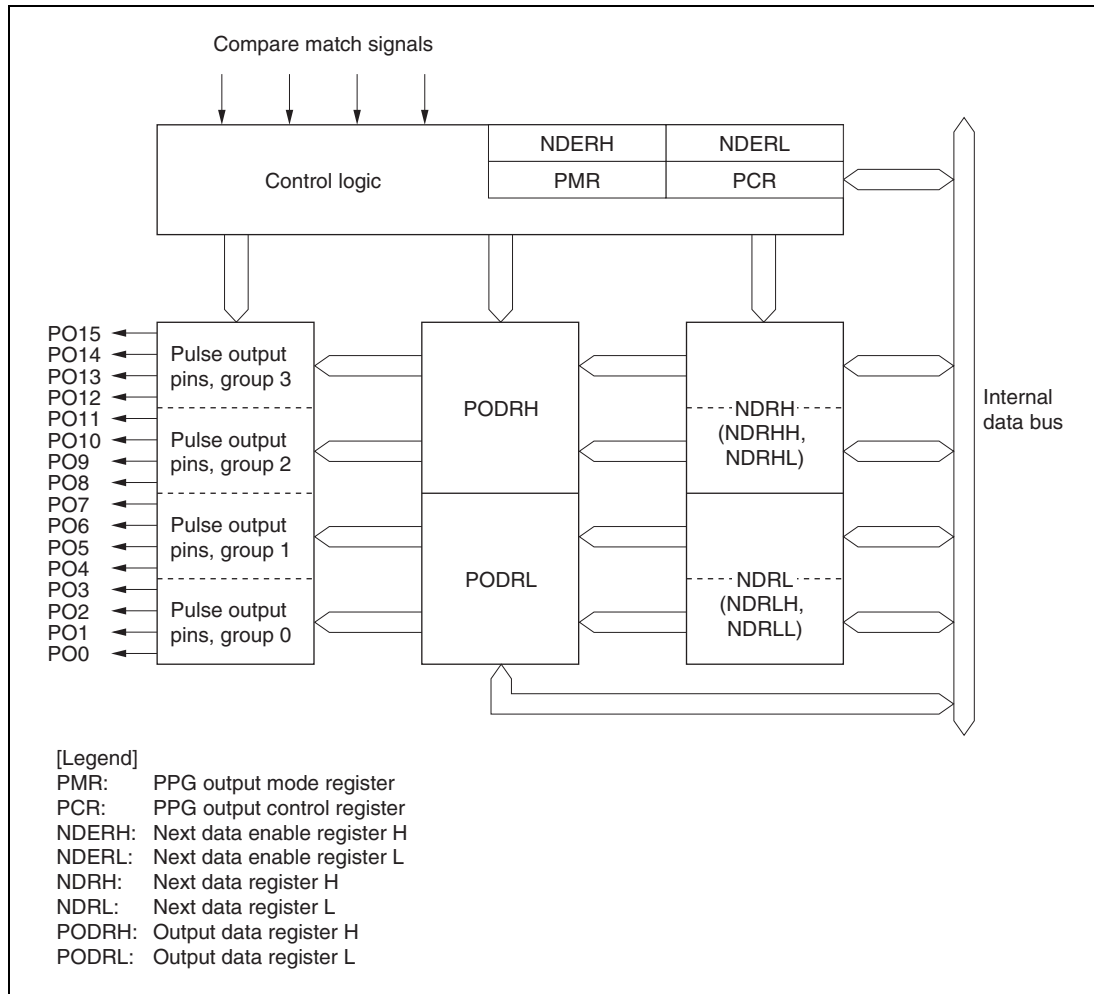 Compare match signals
NDERH
NDERL
Control logic
PMR
PCR
PO15
PO14
PO13
PO12
PO11
PO10
PO9
PO8
PO7
PO6
PO5
PO4
PO3
PO2
PO1
PO0
Pulse output
pins, group 3
Pulse output
pins, group 2
Pulse output
pins, group 1
Pulse output
pins, group 0
PODRH
PODRL
NDRH
(NDRHH,
NDRHL)
NDRL
(NDRLH,
NDRLL)
Internal
data bus
[Legend]
PMR: PPG output mode register
PCR: PPG output control register
NDERH: Next data enable register H
NDERL: Next data enable register L
NDRH: Next data register H
NDRL: Next data register L
PODRH: Output data register H
PODRL: Output data register L